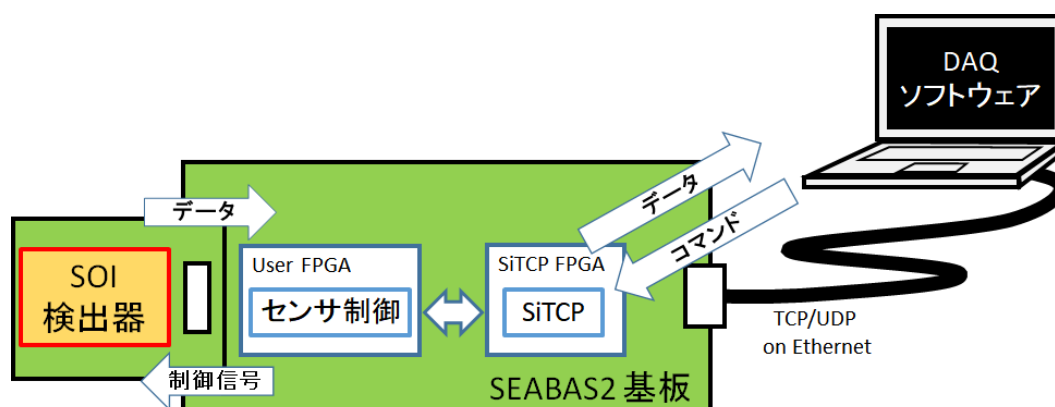 DAQ
ソフトウェア
データ
データ
コマンド
SOI
検出器
User FPGA
センサ制御
SiTCP FPGA
SiTCP
TCP/UDP
on Ethernet
制御信号
SEABAS2 基板